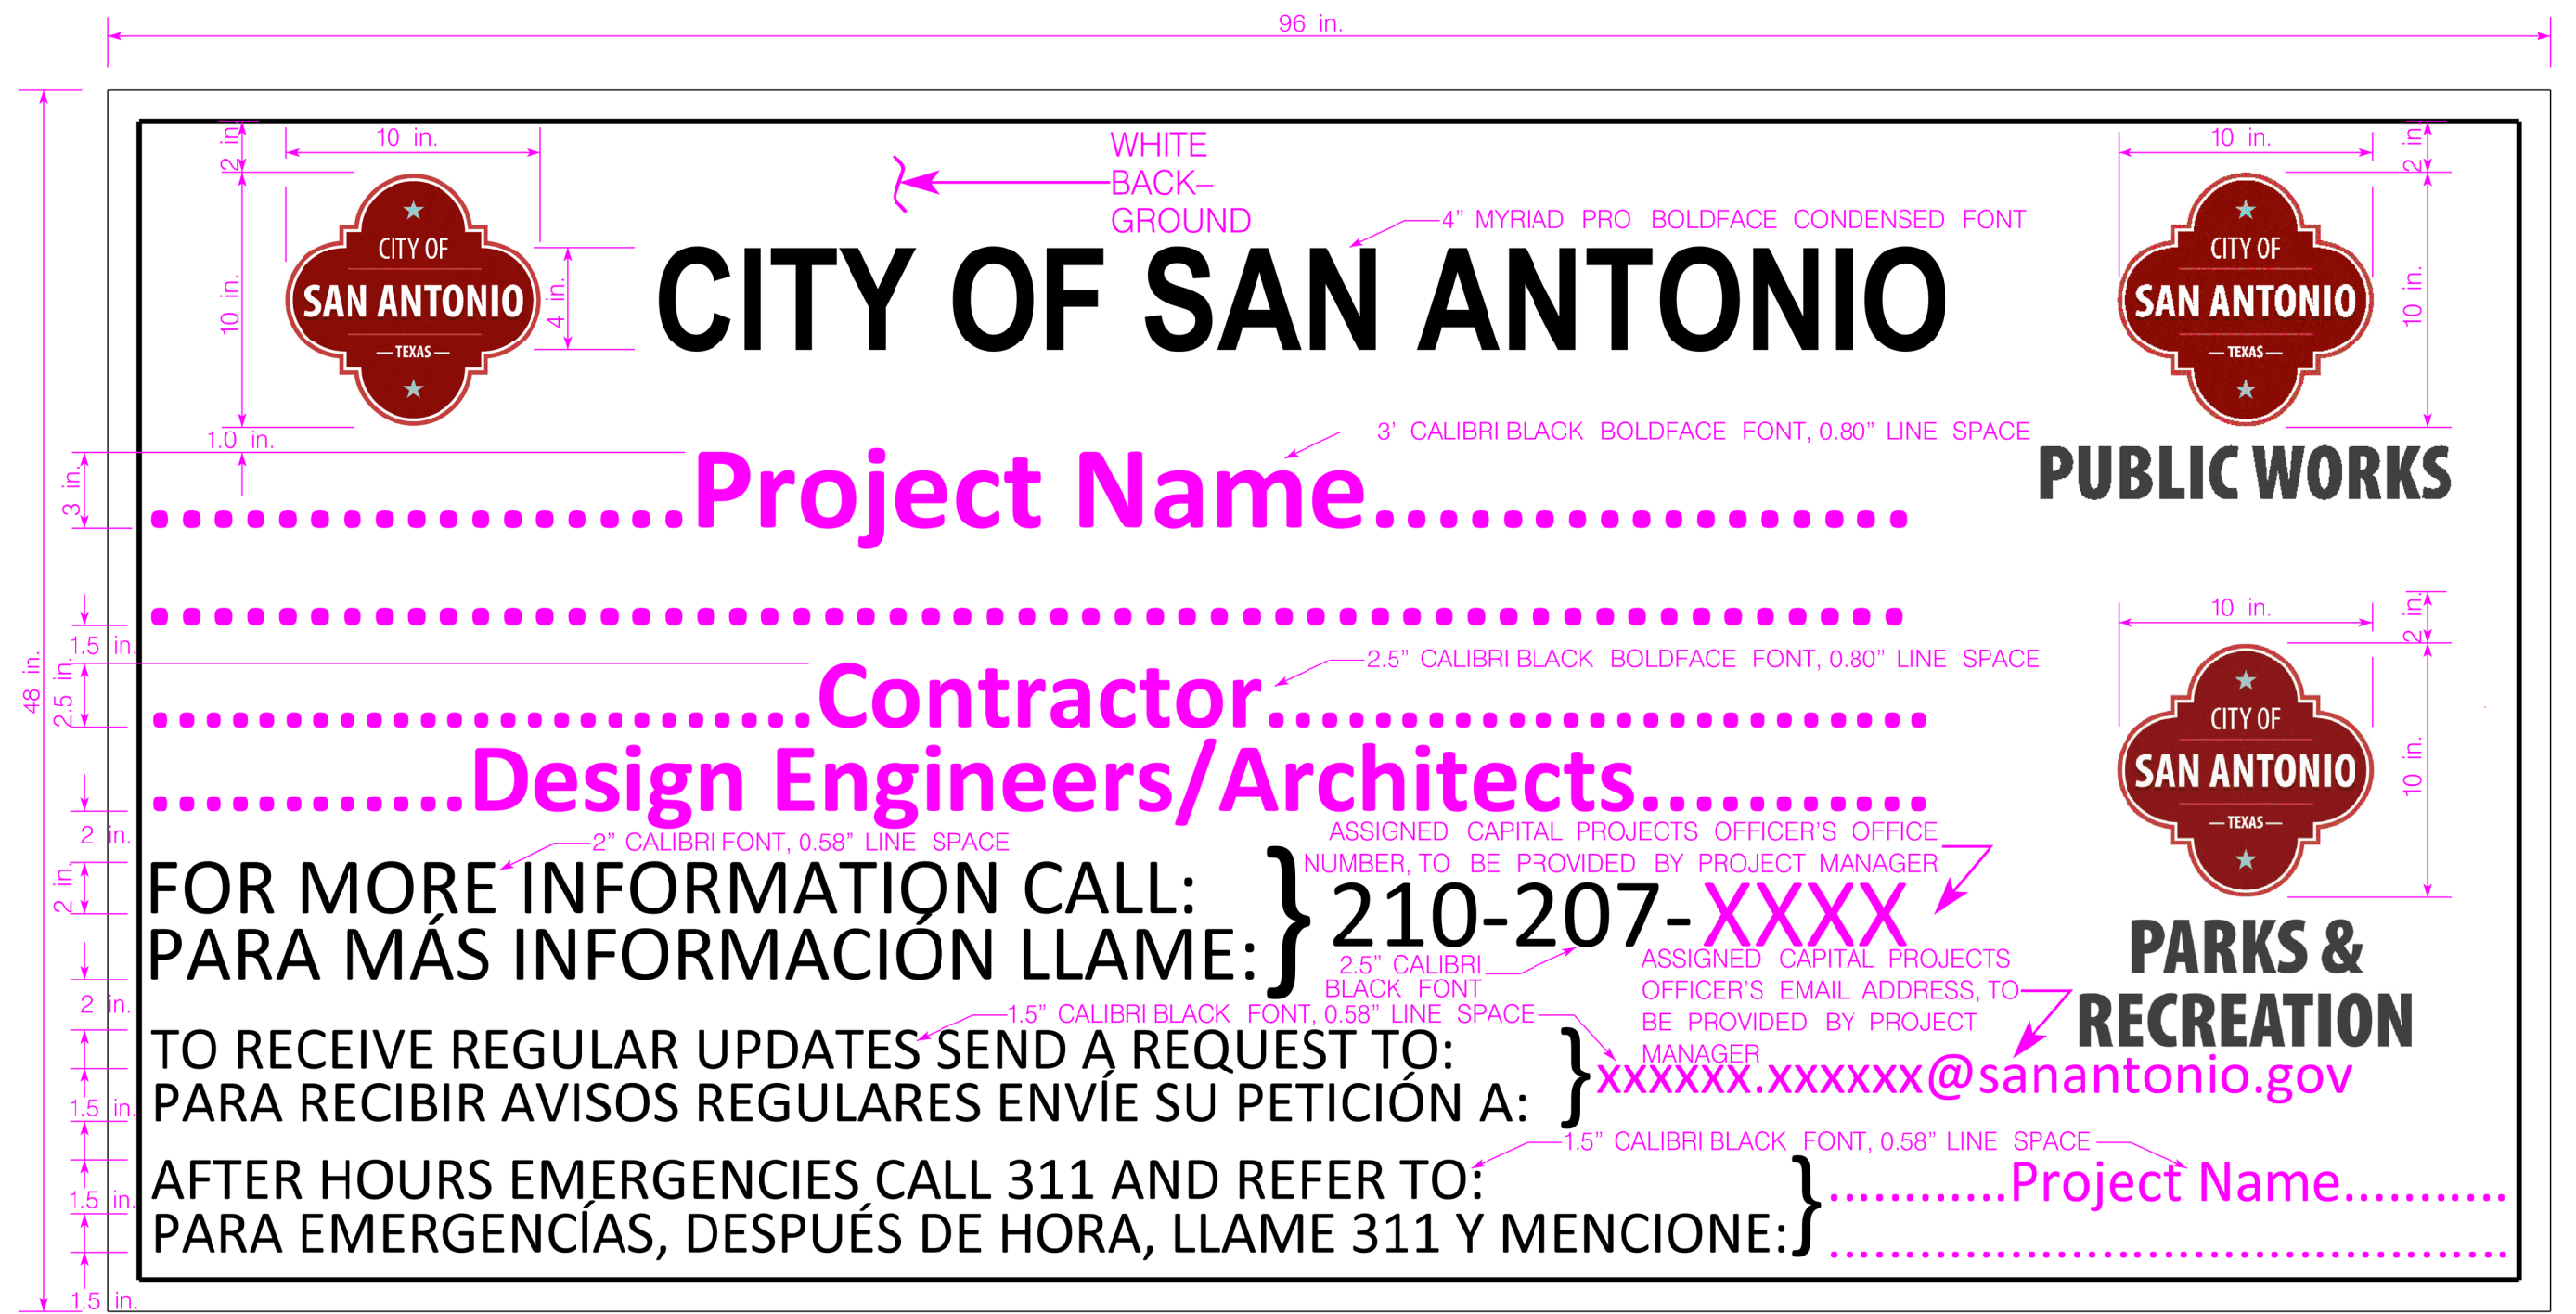 96 in.
2 in.
10 in.
WHITE
BACK–
GROUND
10 in.
2 in.
4” MYRIAD PRO BOLDFACE CONDENSED FONT
CITY OF
SAN ANTONIO
TEXAS
10 in.
4 in.
CITY OF SAN ANTONIO
CITY OF
SAN ANTONIO
TEXAS
10 in.
1.0 in.
3” CALIBRI BLACK BOLDFACE FONT, 0.80” LINE SPACE
3 in.
.................Project Name.................
PUBLIC WORKS
.......................................................
10 in.
2 in.
1.5 in.
48 in.
2.5” CALIBRI BLACK BOLDFACE FONT, 0.80” LINE SPACE
2.5 in.
.........................Contractor.........................
CITY OF
SAN ANTONIO
TEXAS
10 in.
............Design Engineers/Architects...........
2 in.
2” CALIBRI FONT, 0.58” LINE SPACE
ASSIGNED CAPITAL PROJECTS OFFICER’S OFFICE
NUMBER, TO BE PROVIDED BY PROJECT MANAGER
2 in.
FOR MORE INFORMATION CALL:
PARA MÁS INFORMACIÓN LLAME:
} 210-207-XXXX
2.5” CALIBRI
BLACK FONT
ASSIGNED CAPITAL PROJECTS
OFFICER’S EMAIL ADDRESS, TO
BE PROVIDED BY PROJECT
MANAGER
PARKS &
RECREATION
2 in.
1.5” CALIBRI BLACK FONT, 0.58” LINE SPACE
TO RECEIVE REGULAR UPDATES SEND A REQUEST TO:
PARA RECIBIR AVISOS REGULARES ENVÍE SU PETICIÓN A:
} xxxxxx.xxxxxx@sanantonio.gov
1.5 in.
1.5” CALIBRI BLACK FONT, 0.58” LINE SPACE
AFTER HOURS EMERGENCIES CALL 311 AND REFER TO:
PARA EMERGENCÍAS, DESPUÉS DE HORA, LLAME 311 Y MENCIONE:
} ............Project Name...........
.............................................
1.5 in.
1.5 in.